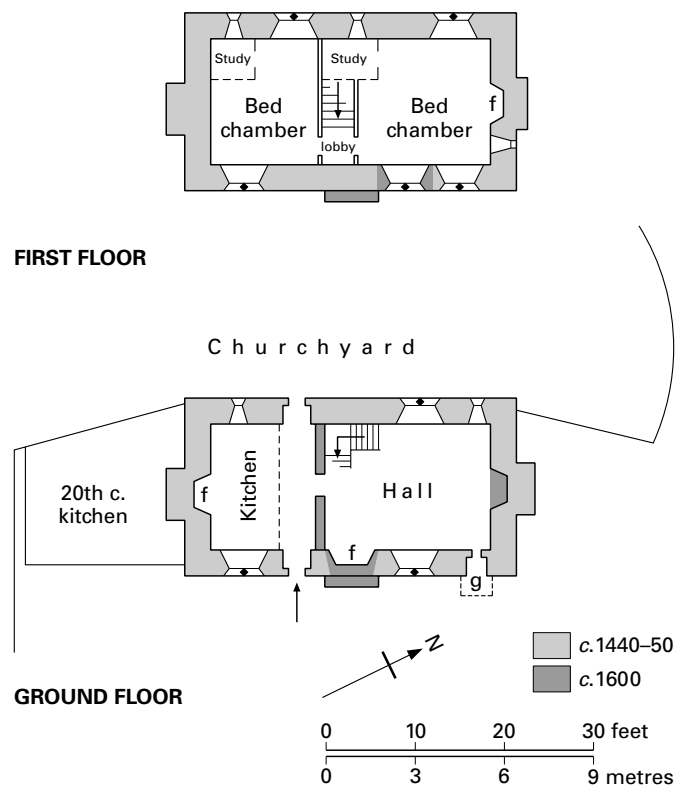 Study
Study
Bed
chamber
Bed
chamber
f
lobby
FIRST FLOOR
Churchyard
20th c.
kitchen
f
Kitchen
Hall
f
g
N
c.1440–50
c.1600
GROUND FLOOR
0 10 20 30 feet
0 3 6 9 metres